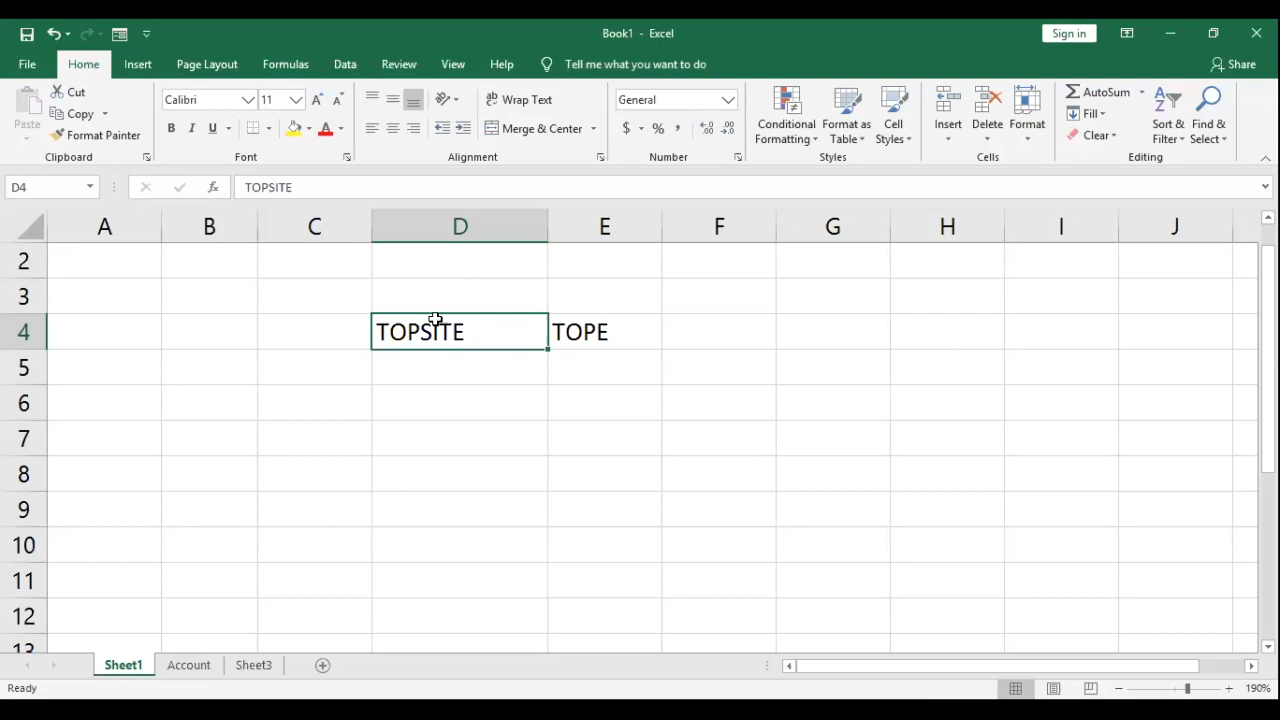 Book1 - Excel
Sign in
File Home Insert Page Layout Formulas Data Review View Help Tell me what you want to do Share
Cut
Copy
Format Painter
Paste
Clipboard
Calibri 11
B I U
Font
Wrap Text
Merge & Center
Alignment
General
$ % ,
Number
Conditional Formatting
Format as Table
Cell Styles
Styles
Insert Delete Format
Cells
AutoSum
Fill
Clear
Sort & Filter
Find & Select
Editing
D4 fx TOPSITE
A B C D E F G H I J
2
3
4 TOPSITE TOPE
5
6
7
8
9
10
11
12
13
Sheet1 Account Sheet3
Ready 190%